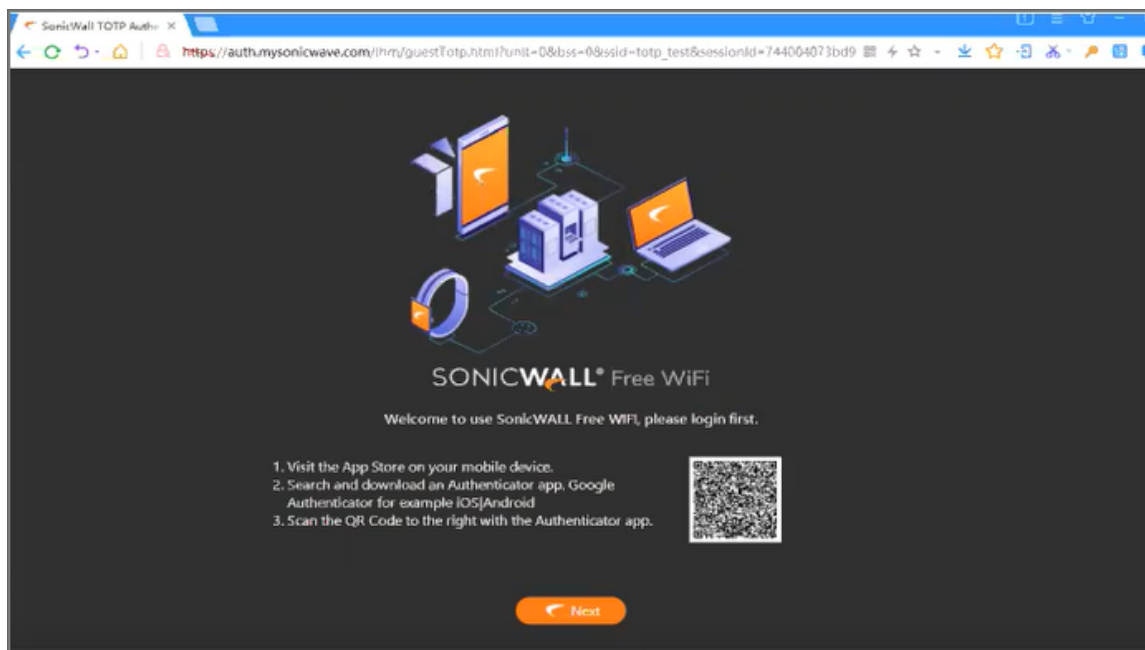 SonicWall TOTP Authe
https://auth.mysonicwave.com/lhm/guestTotp.html?unit=0&bss=0&ssid=totp_test&sessionId=744004073bd9
SONICWALL® Free WiFi
Welcome to use SonicWALL Free WIFI, please login first.
1. Visit the App Store on your mobile device.
2. Search and download an Authenticator app, Google
Authenticator for example iOS|Android
3. Scan the QR Code to the right with the Authenticator app.
Next